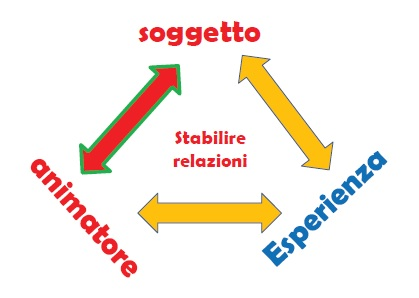 soggetto
Stabilire
relazioni
animatore
Esperienza